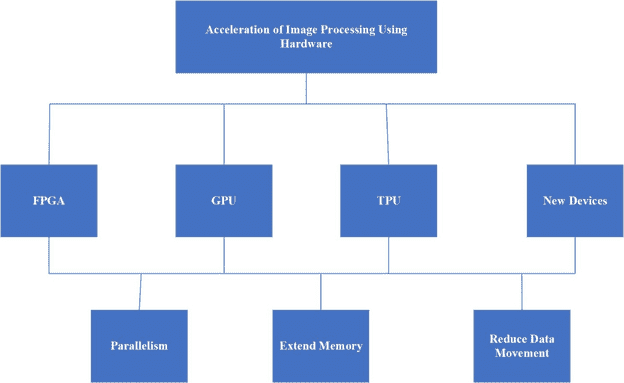 Acceleration of Image Processing Using
Hardware
FPGA
GPU
TPU
New Devices
Parallelism
Extend Memory
Reduce Data
Movement